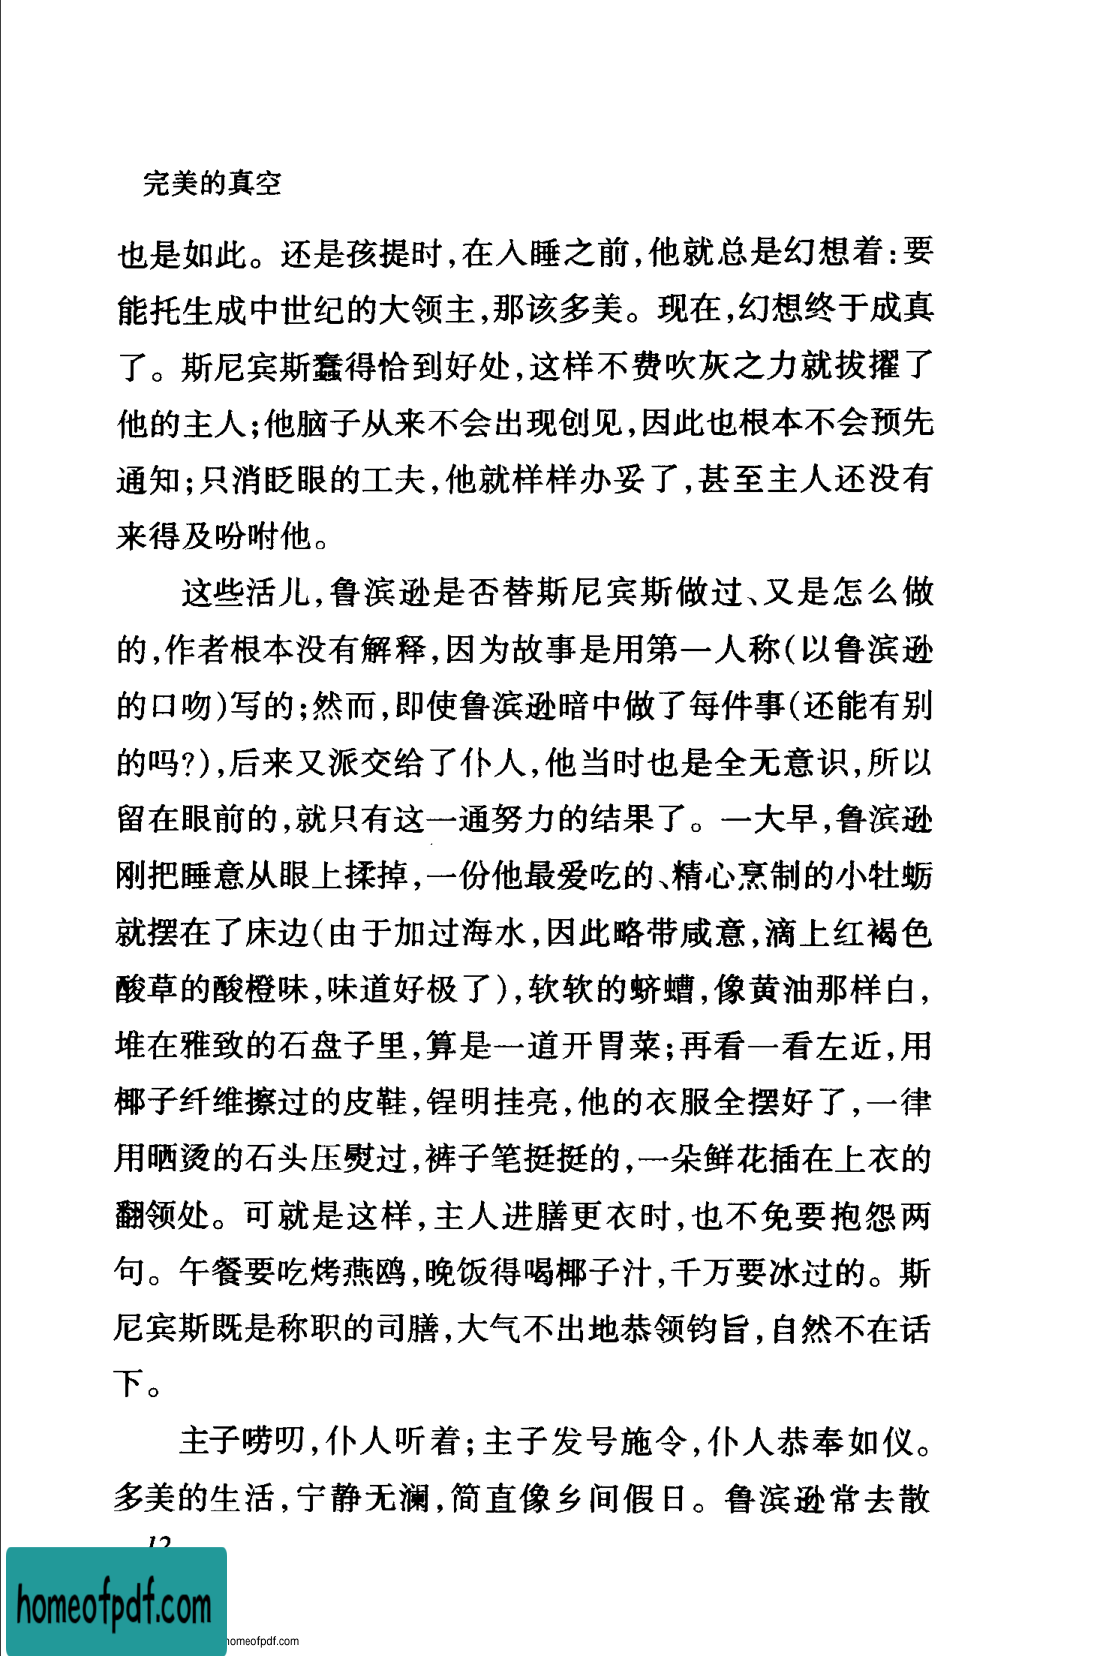 完美的真空
也是如此。还是孩提时,在入睡之前,他就总是幻想着:要
能托生成中世纪的大领主,那该多美。现在,幻想终于成真
了。斯尼宾斯蠢得恰到好处,这样不费吹灰之力就拔擢了
他的主人;他脑子从来不会出现创见,因此也根本不会预先
通知;只消眨眼的工夫,他就样样办妥了,甚至主人还没有
来得及吩咐他。
这些活儿,鲁滨逊是否替斯尼宾斯做过、又是怎么做
的,作者根本没有解释,因为故事是用第一人称(以鲁滨逊
的口吻)写的;然而,即使鲁滨逊暗中做了每件事(还能有别
的吗?),后来又派交给了仆人,他当时也是全无意识,所以
留在眼前的,就只有这一通努力的结果了。一大早,鲁滨逊
刚把睡意从眼上揉掉,一份他最爱吃的、精心烹制的小牡蛎
就摆在了床边(由于加过海水,因此略带咸意,滴上红褐色
酸草的酸橙味,味道好极了),软软的蛴螬,像黄油那样白,
堆在雅致的石盘子里,算是一道开胃菜;再看一看左近,用
椰子纤维擦过的皮鞋,锃明挂亮,他的衣服全摆好了,一律
用晒烫的石头压熨过,裤子笔挺挺的,一朵鲜花插在上衣的
翻领处。可就是这样,主人进膳更衣时,也不免要抱怨两
句。午餐要吃烤燕鸥,晚饭得喝椰子汁,千万要冰过的。斯
尼宾斯既是称职的司膳,大气不出地恭领钧旨,自然不在话
下。
主子唠叨,仆人听着;主子发号施令,仆人恭奉如仪。
多美的生活,宁静无澜,简直像乡间假日。鲁滨逊常去散
12
homeofpdf.com
homeofpdf.com